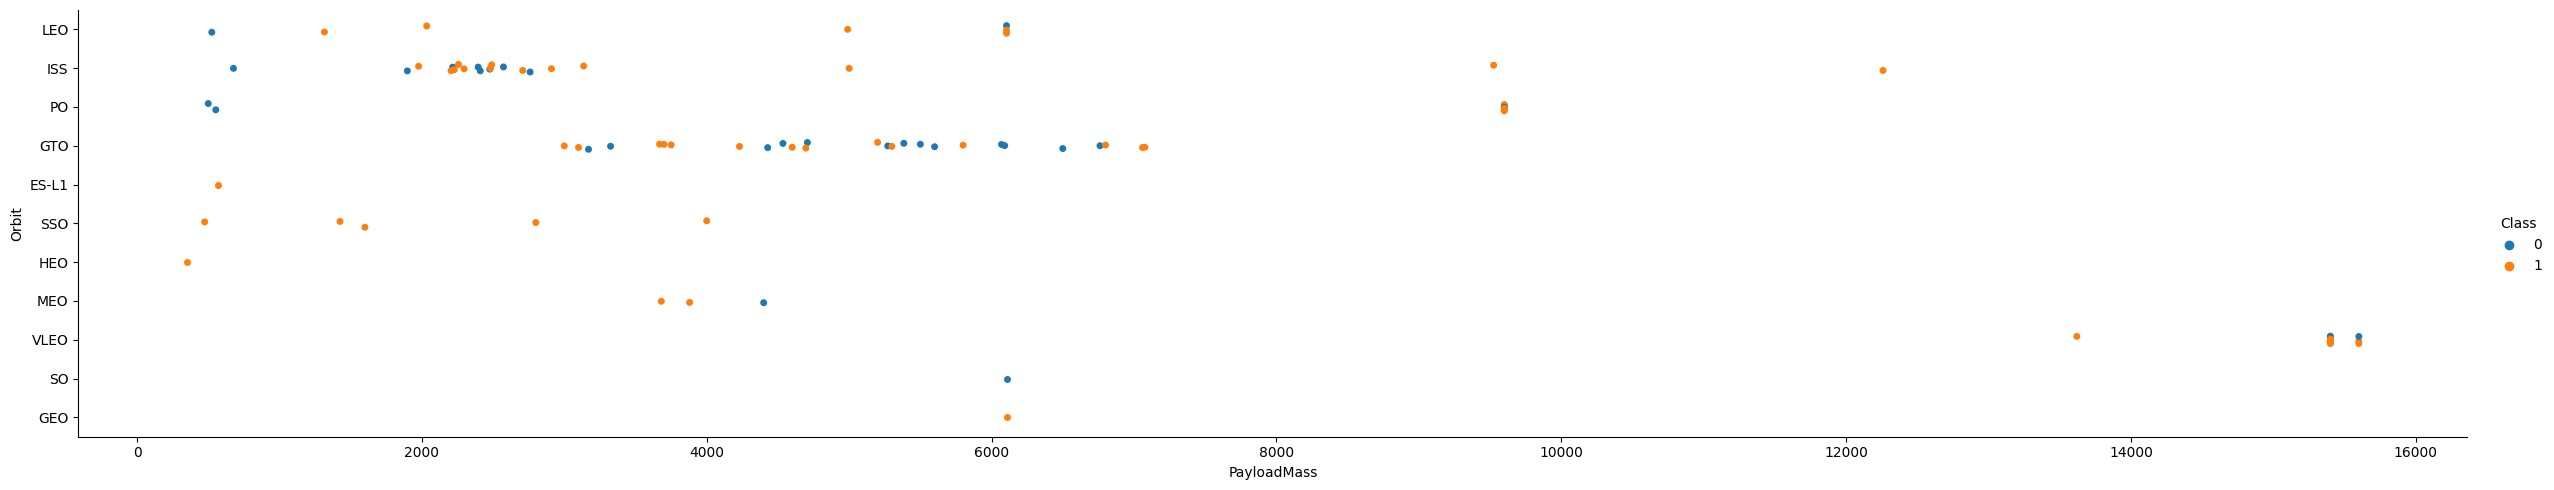 Orbit
LEO
ISS
PO
GTO
ES-L1
SSO
HEO
MEO
VLEO
SO
GEO
0 2000 4000 6000 8000 10000 12000 14000 16000
PayloadMass
Class
0
1